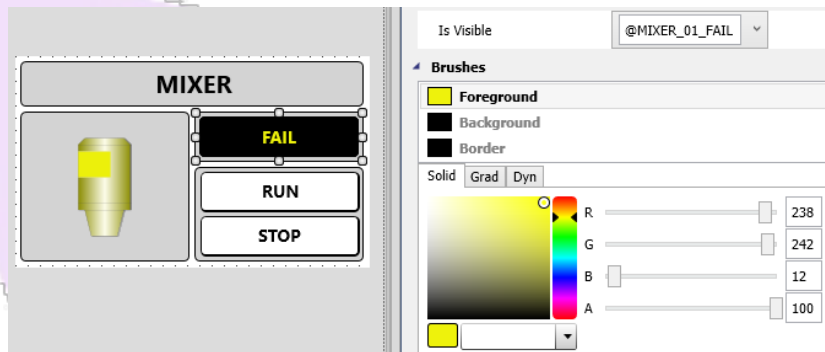 MIXER
FAIL
RUN
STOP
Is Visible @MIXER_01_FAIL
Brushes
Foreground
Background
Border
Solid Grad Dyn
R 238
G 242
B 12
A 100